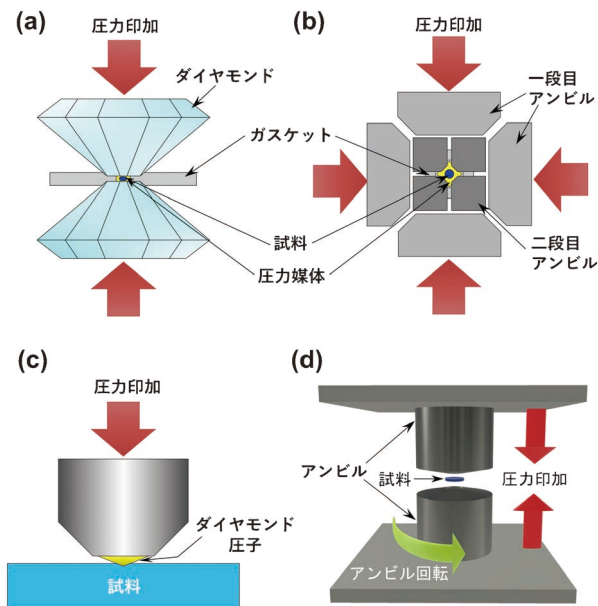 (a)
圧力印加
ダイヤモンド
ガスケット
試料
圧力媒体
(b)
圧力印加
一段目
アンビル
二段目
アンビル
(c)
圧力印加
ダイヤモンド
圧子
試料
(d)
アンビル
試料
圧力印加
アンビル回転